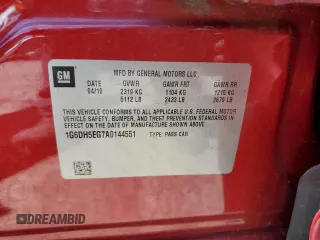 GM
MFD BY GENERAL MOTORS LLC
DATE GVWR GAWR FRT GAWR RR
04/10 2319 KG 1104 KG 1215 KG
5112 LB 2433 LB 2679 LB
THIS VEHICLE CONFORMS TO ALL APPLICABLE U.S. FEDERAL MOTOR
VEHICLE SAFETY, BUMPER, AND THEFT PREVENTION
STANDARDS IN EFFECT ON THE DATE OF MANUFACTURE SHOWN ABOVE.
1G6DH5EG7A0144551 TYPE: PASS CAR
DREAMBID